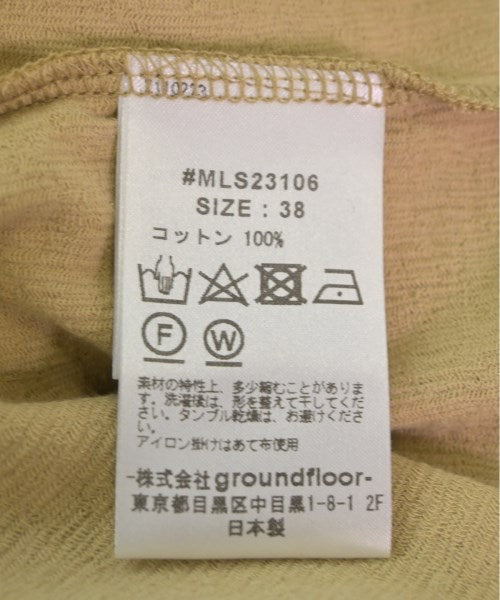 #MLS23106
SIZE : 38
コットン 100%
F W
素材の特性上、多少縮むことがありま
す。洗濯後は、形を整えて干してくだ
さい。タンブル乾燥は、お避けくださ
い。
アイロン掛けはあて布使用
-株式会社groundfloor-
東京都目黒区中目黒1-8-1 2F
日本製